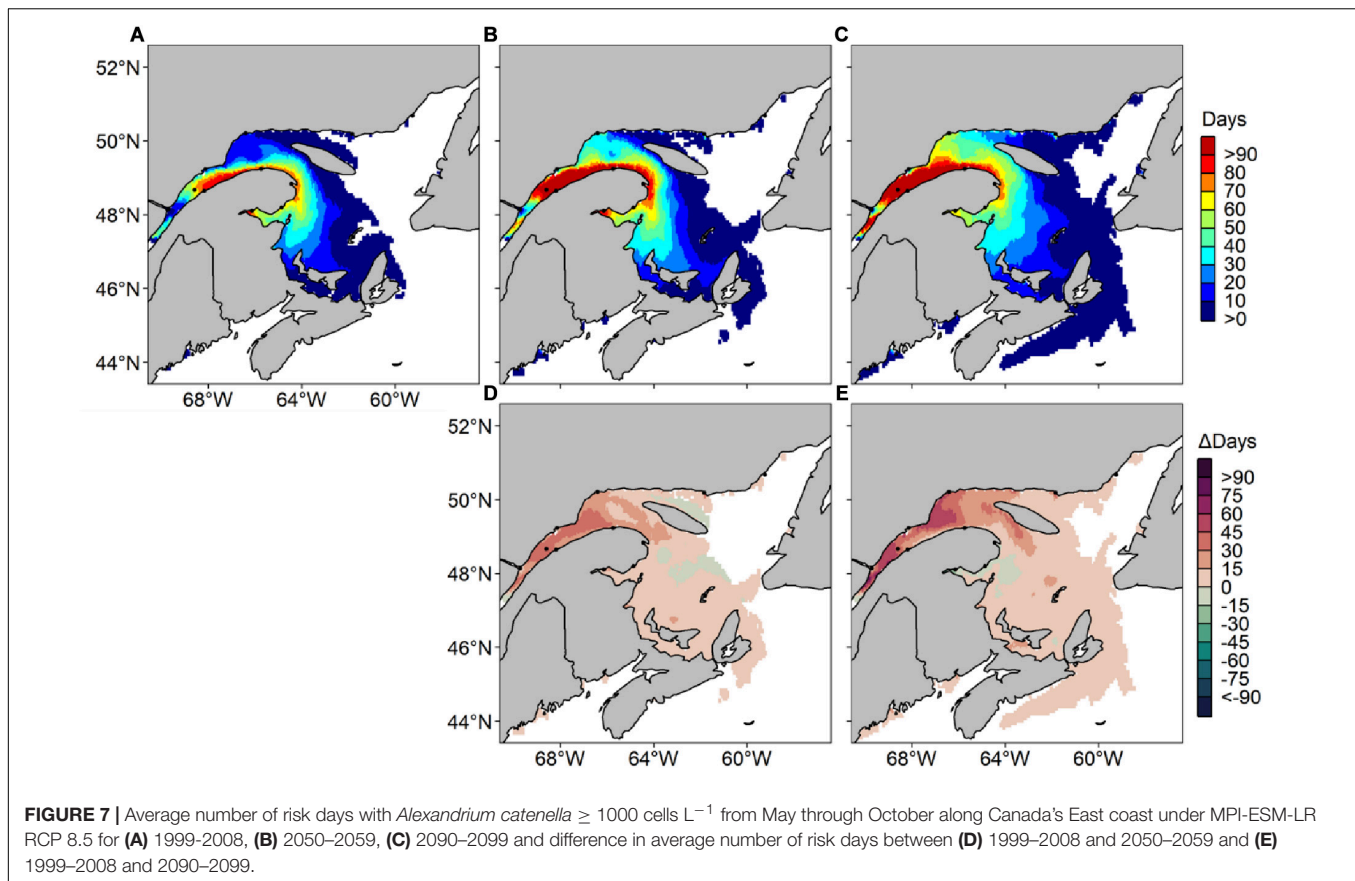 A
B
C
52°N
50°N
48°N
46°N
44°N
68°W 64°W 60°W
Days
>90
80
70
60
50
40
30
20
10
>0
D
E
52°N
50°N
48°N
46°N
44°N
68°W 64°W 60°W
68°W 64°W 60°W
ΔDays
>90
75
60
45
30
15
0
-15
-30
-45
-60
-75
<-90
FIGURE 7 | Average number of risk days with Alexandrium catenella ≥ 1000 cells L−1 from May through October along Canada's East coast under MPI-ESM-LR
RCP 8.5 for (A) 1999-2008, (B) 2050–2059, (C) 2090–2099 and difference in average number of risk days between (D) 1999–2008 and 2050–2059 and (E)
1999–2008 and 2090–2099.